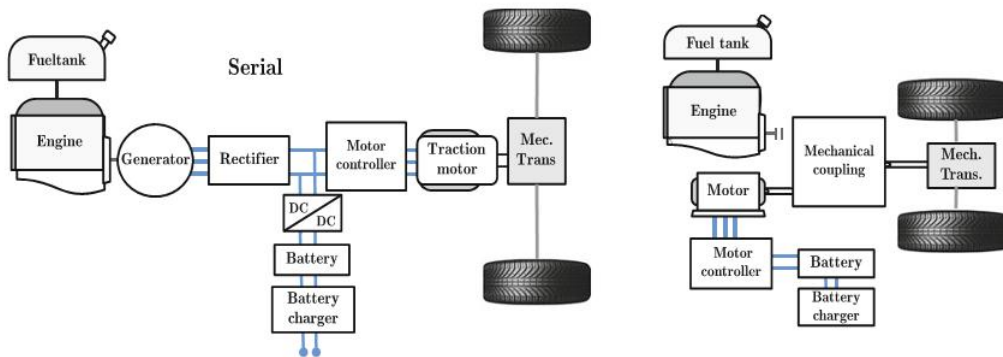 Fueltank
Serial
Engine
Generator
Rectifier
Motor
controller
Traction
motor
Mec.
Trans
DC
DC
Battery
Battery
charger
Fuel tank
Engine
Mechanical
coupling
Mech.
Trans.
Motor
Motor
controller
Battery
Battery
charger